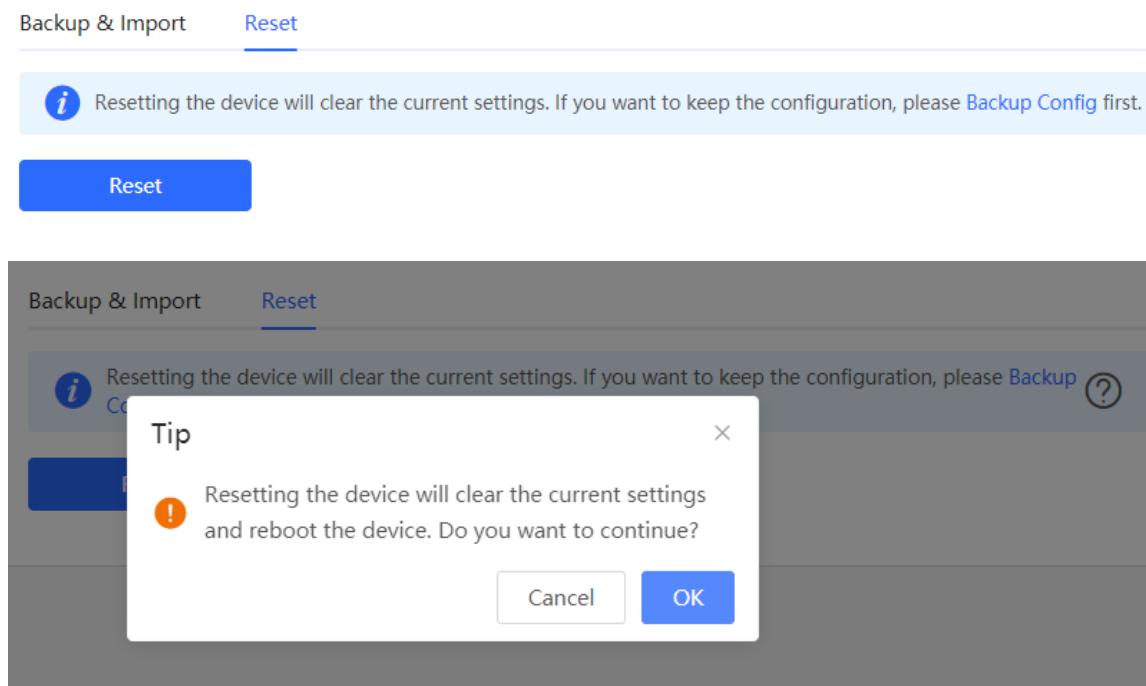 Backup & Import Reset
Resetting the device will clear the current settings. If you want to keep the configuration, please Backup Config first.
Reset
Backup & Import Reset
Resetting the device will clear the current settings. If you want to keep the configuration, please Backup
Tip
Resetting the device will clear the current settings
and reboot the device. Do you want to continue?
Cancel OK